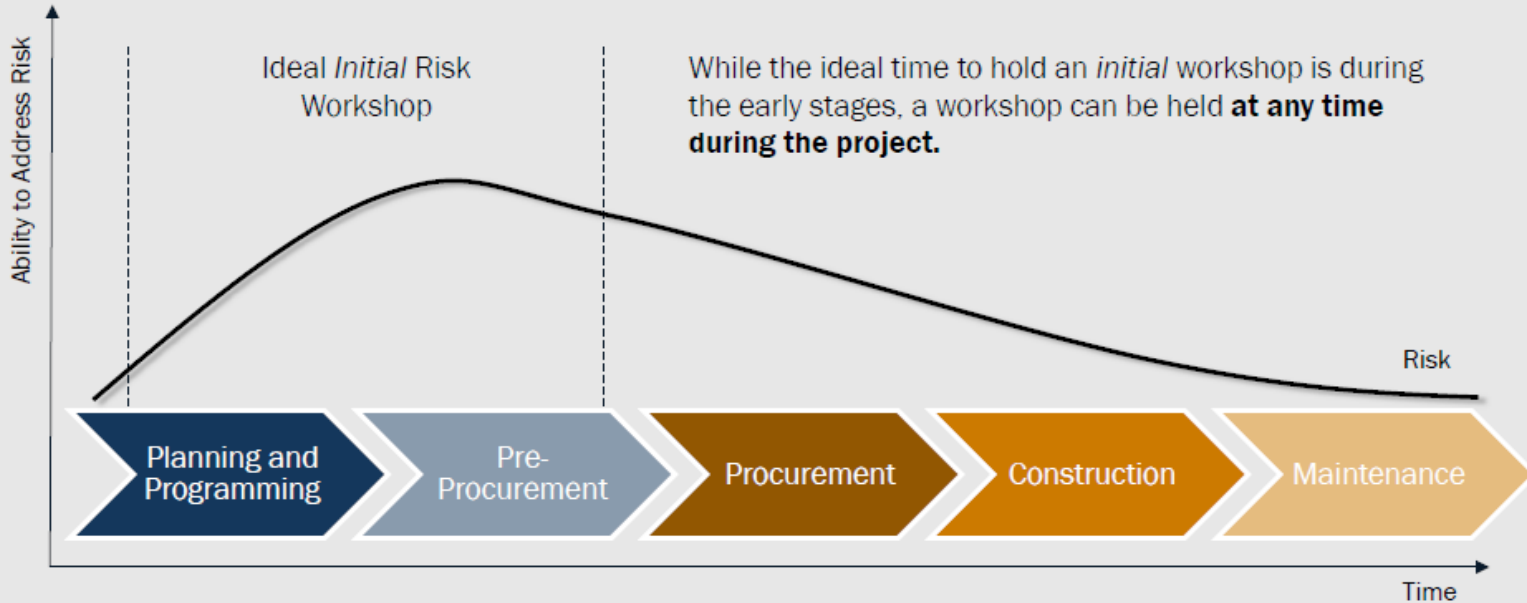 Ability to Address Risk
Ideal Initial Risk
Workshop
While the ideal time to hold an initial workshop is during
the early stages, a workshop can be held at any time
during the project.
Risk
Planning and
Programming
Pre-
Procurement
Procurement
Construction
Maintenance
Time